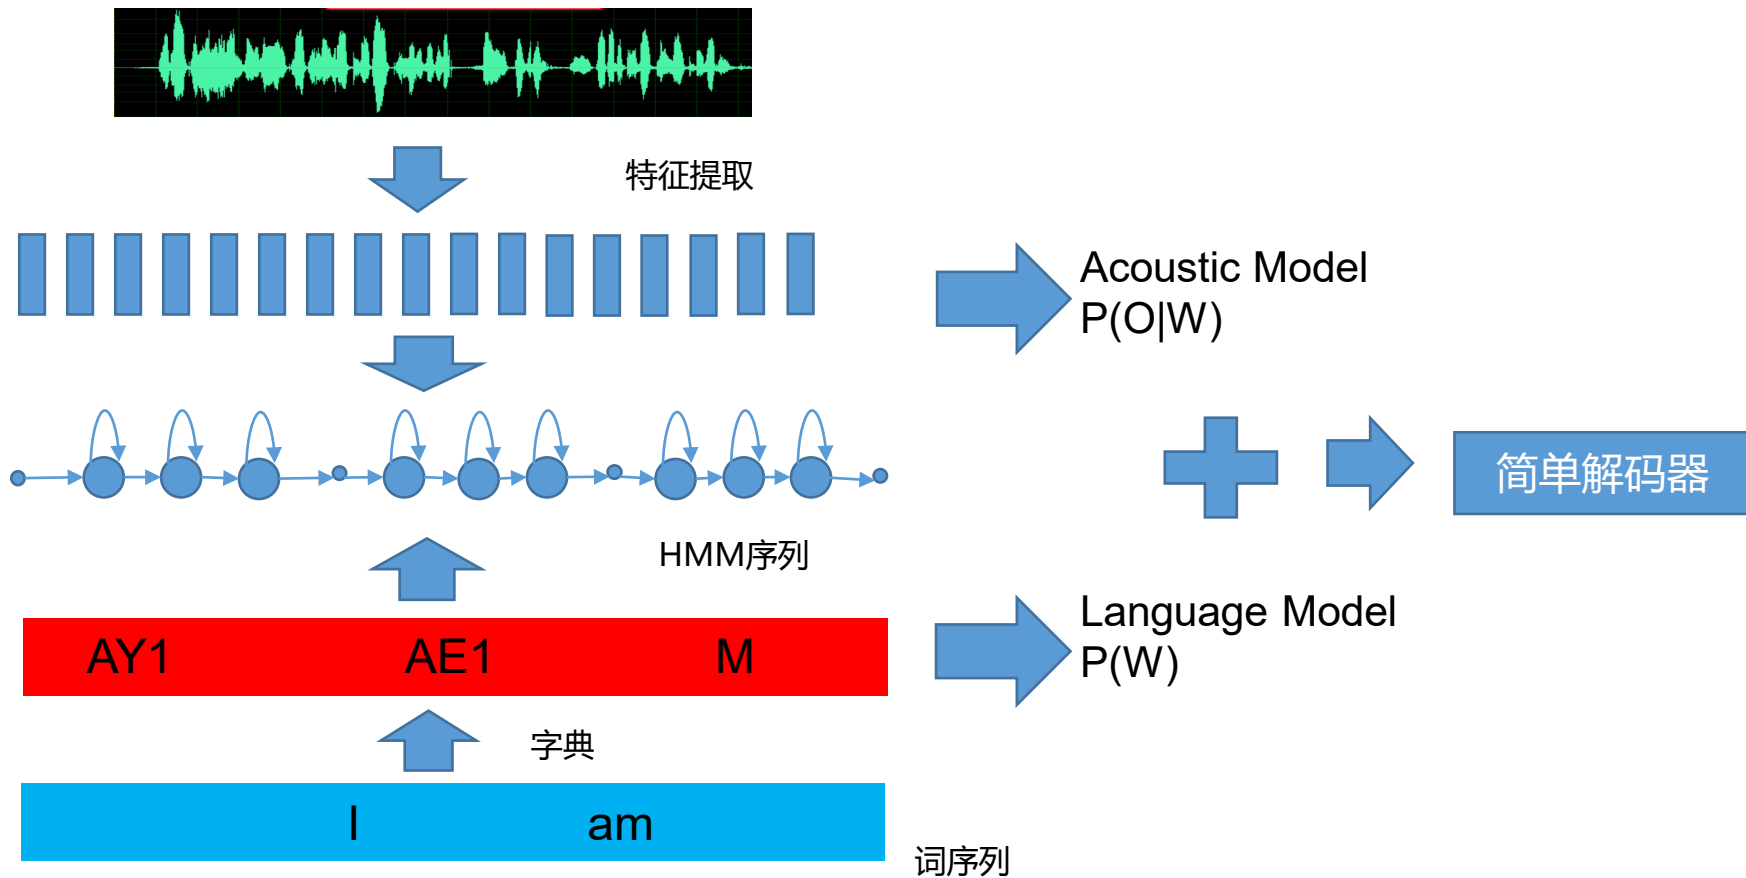 特征提取
Acoustic Model
P(O|W)
简单解码器
HMM序列
Language Model
P(W)
AY1 AE1 M
字典
I am
词序列